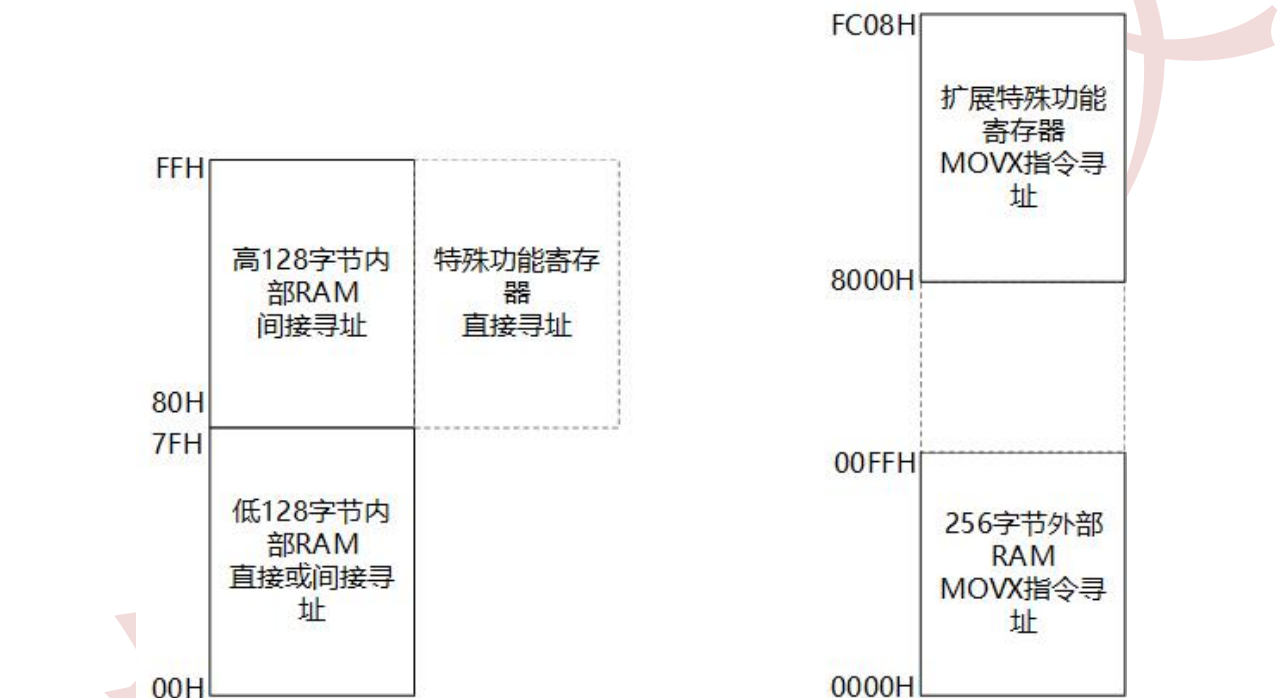 FFH
高128字节内
部RAM
间接寻址
特殊功能寄存
器
直接寻址
80H
7FH
低128字节内
部RAM
直接或间接寻
址
00H
FC08H
扩展特殊功能
寄存器
MOVX指令寻
址
8000H
00FFH
256字节外部
RAM
MOVX指令寻
址
0000H